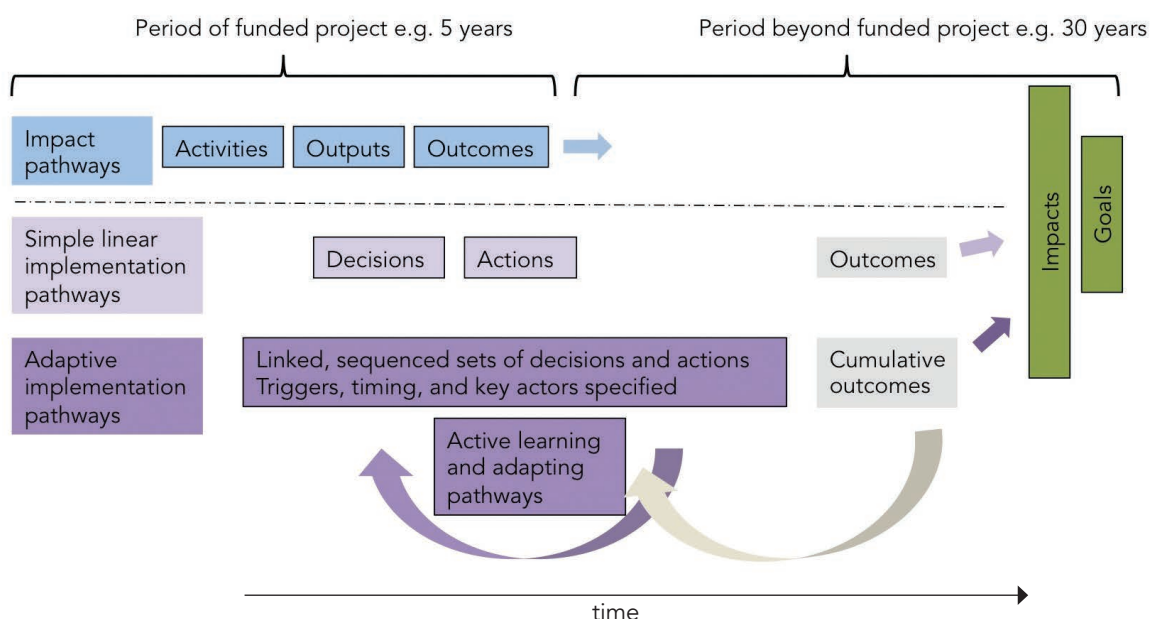 Period of funded project e.g. 5 years
Period beyond funded project e.g. 30 years
Impact
pathways
Activities
Outputs
Outcomes
Simple linear
implementation
pathways
Decisions
Actions
Outcomes
Impacts
Goals
Adaptive
implementation
pathways
Linked, sequenced sets of decisions and actions
Triggers, timing, and key actors specified
Cumulative
outcomes
Active learning
and adapting
pathways
time